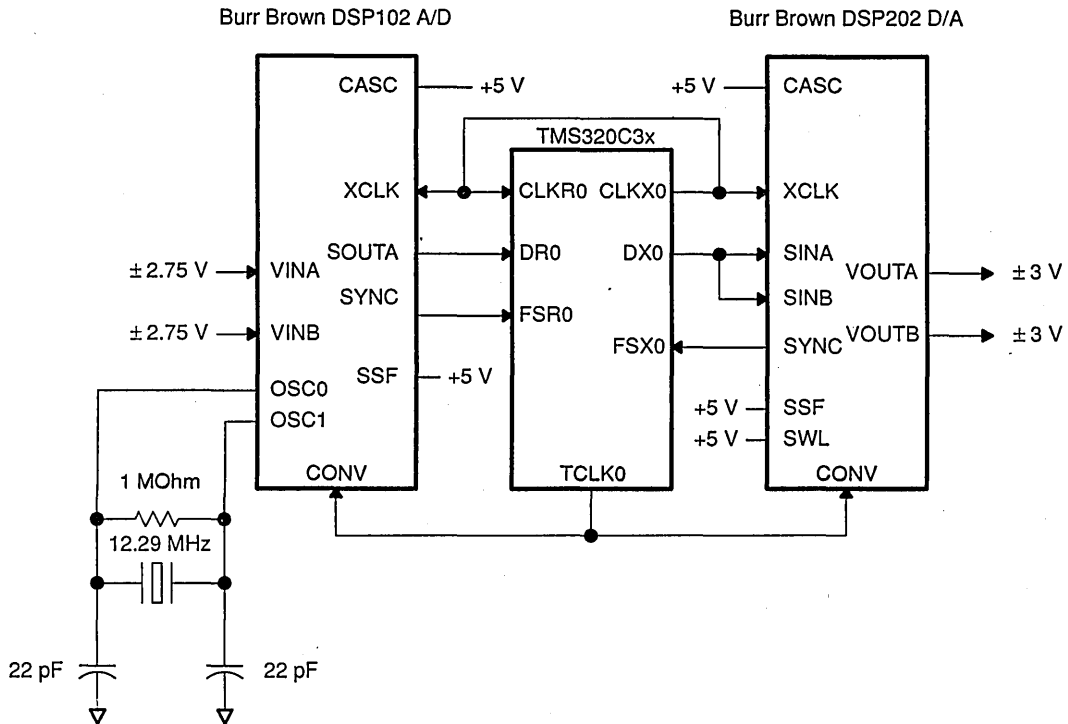 Burr Brown DSP102 A/D
Burr Brown DSP202 D/A
CASC
+5 V
+5 V
CASC
TMS320C3x
XCLK
CLKR0
CLKX0
XCLK
SOUTA
DR0
DX0
SINA
± 2.75 V
VINA
VOUTA
± 3 V
SYNC
FSR0
SINB
± 2.75 V
VINB
FSX0
SYNC
VOUTB
± 3 V
SSF
+5 V
OSC0
+5 V
SSF
OSC1
+5 V
SWL
CONV
TCLK0
CONV
1 MOhm
12.29 MHz
22 pF
22 pF